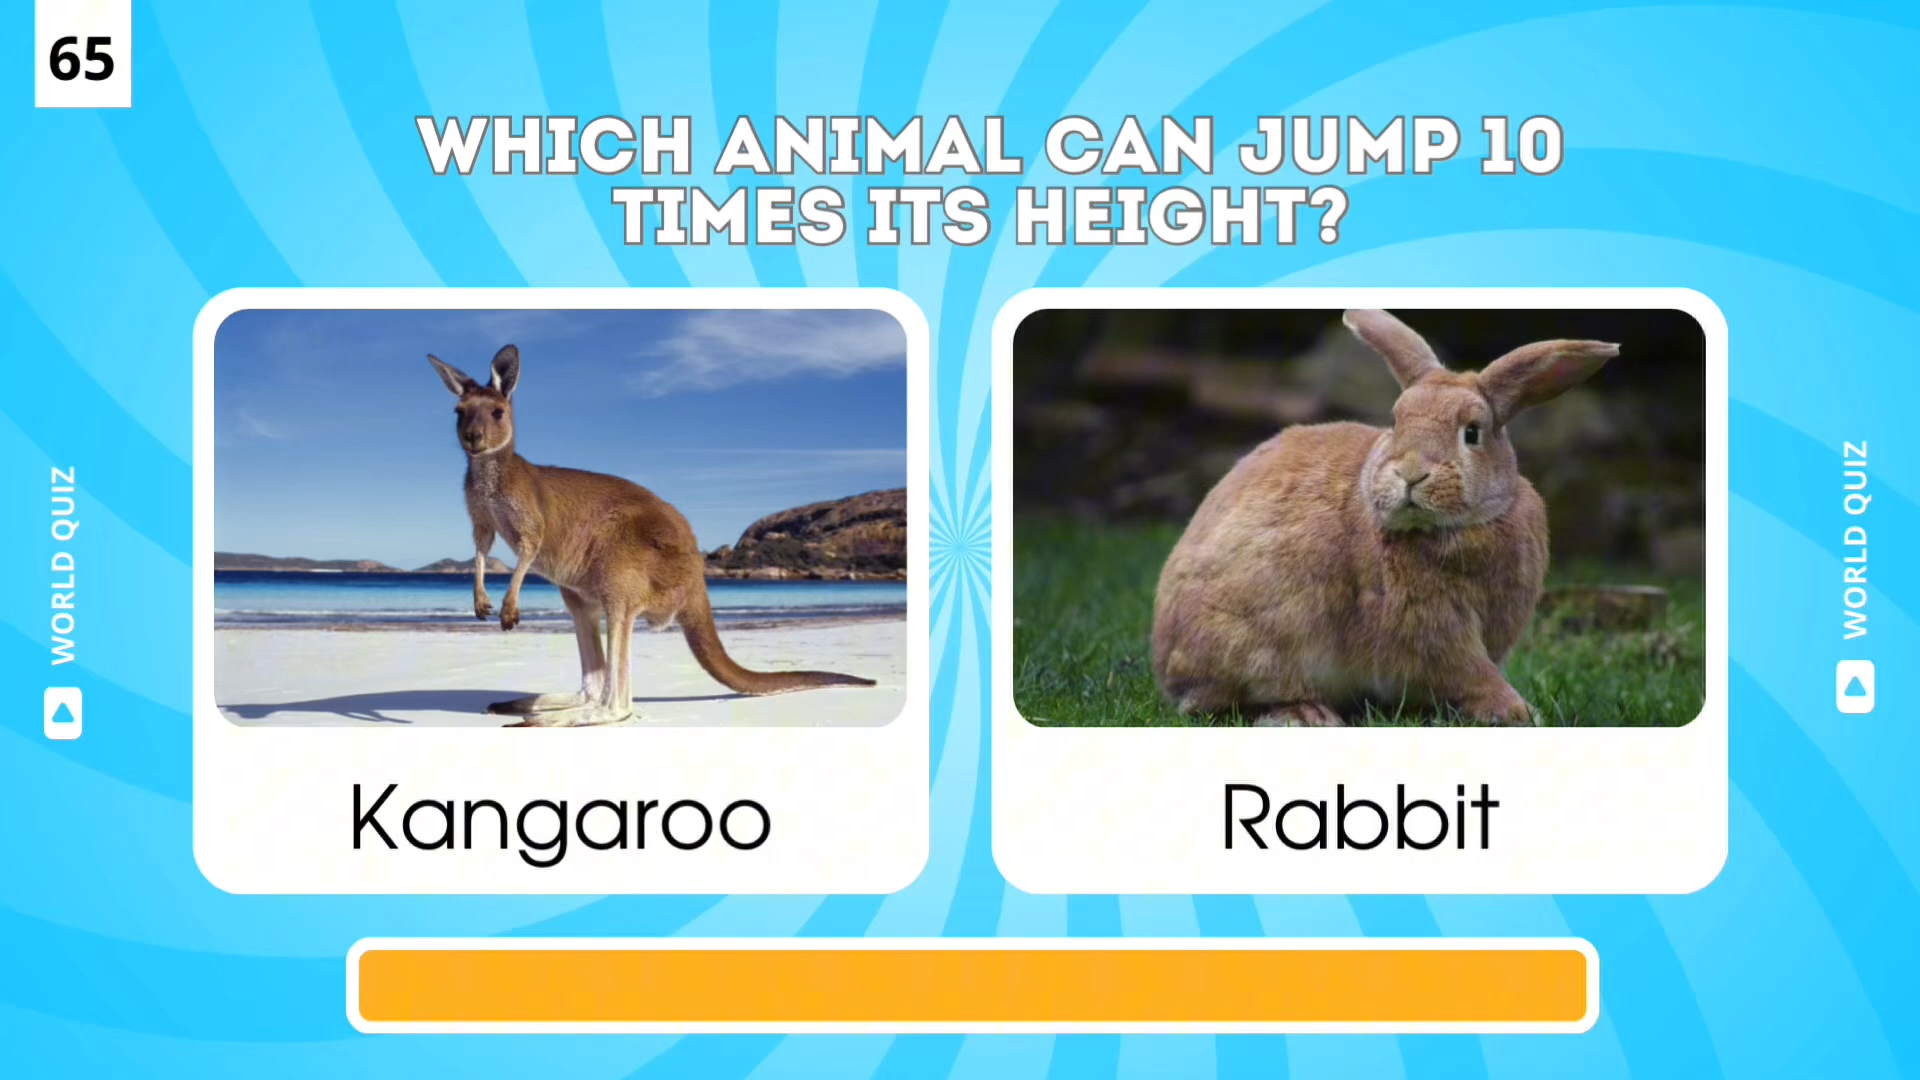 65
WHICH ANIMAL CAN JUMP 10
TIMES ITS HEIGHT?
WORLD QUIZ
Kangaroo
Rabbit
WORLD QUIZ